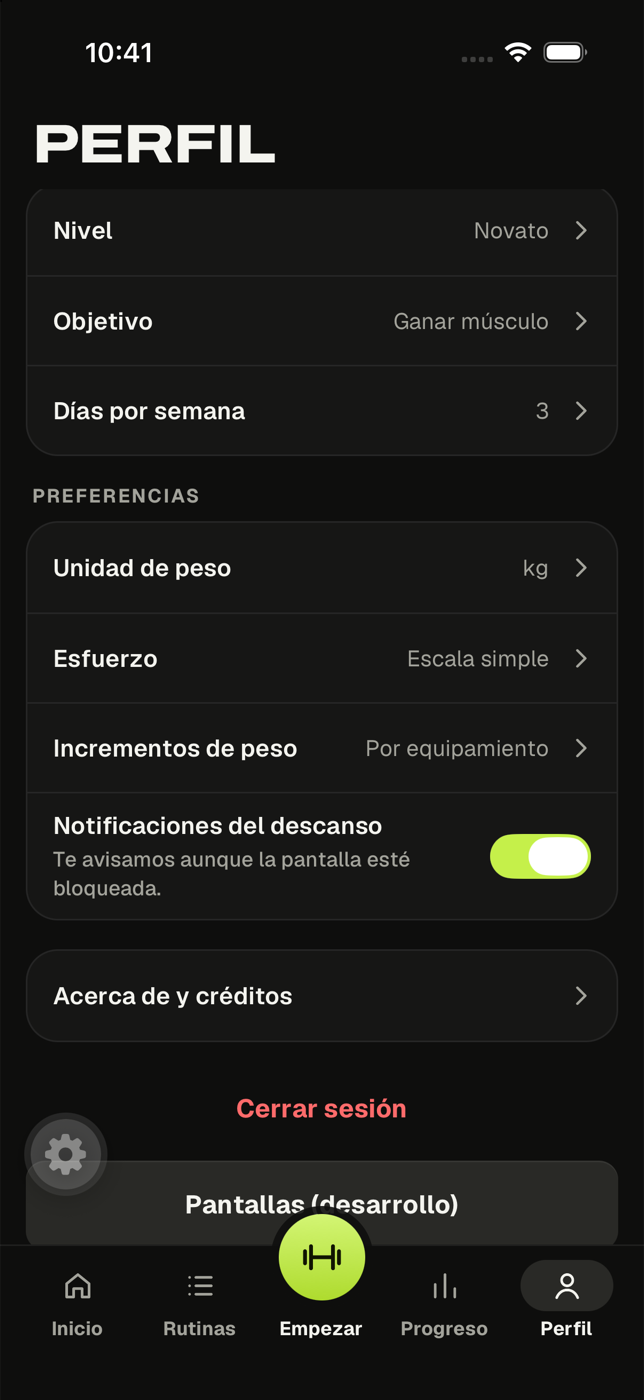 10:41
PERFIL
Nivel
Novato
Objetivo
Ganar músculo
Días por semana
3
PREFERENCIAS
Unidad de peso
kg
Esfuerzo
Escala simple
Incrementos de peso
Por equipamiento
Notificaciones del descanso
Te avisamos aunque la pantalla esté
bloqueada.
Acerca de y créditos
Cerrar sesión
Pantallas (desarrollo)
Inicio
Rutinas
Empezar
Progreso
Perfil